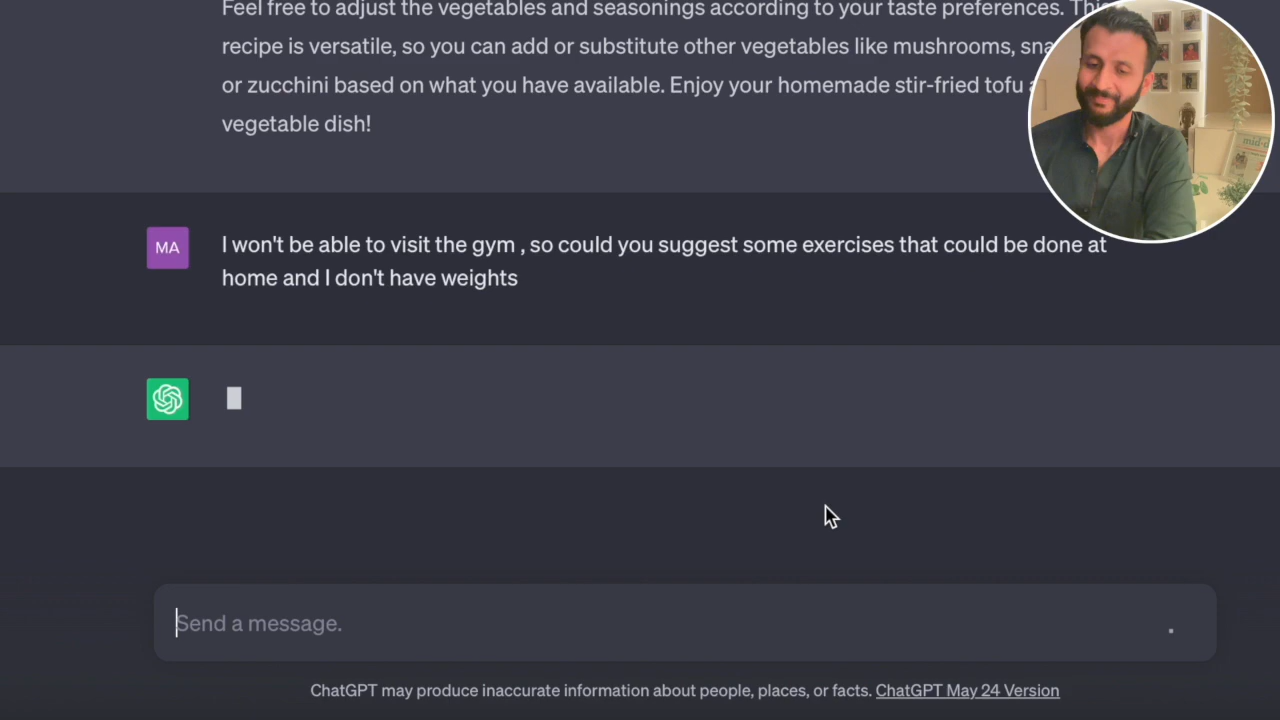 Feel free to adjust the vegetables and seasonings according to your taste preferences. This
recipe is versatile, so you can add or substitute other vegetables like mushrooms,
or zucchini based on what you have available. Enjoy your homemade stir-fried tofu
vegetable dish!
MA
I won't be able to visit the gym , so could you suggest some exercises that could be done at
home and I don't have weights
Send a message.
ChatGPT may produce inaccurate information about people, places, or facts. ChatGPT May 24 Version